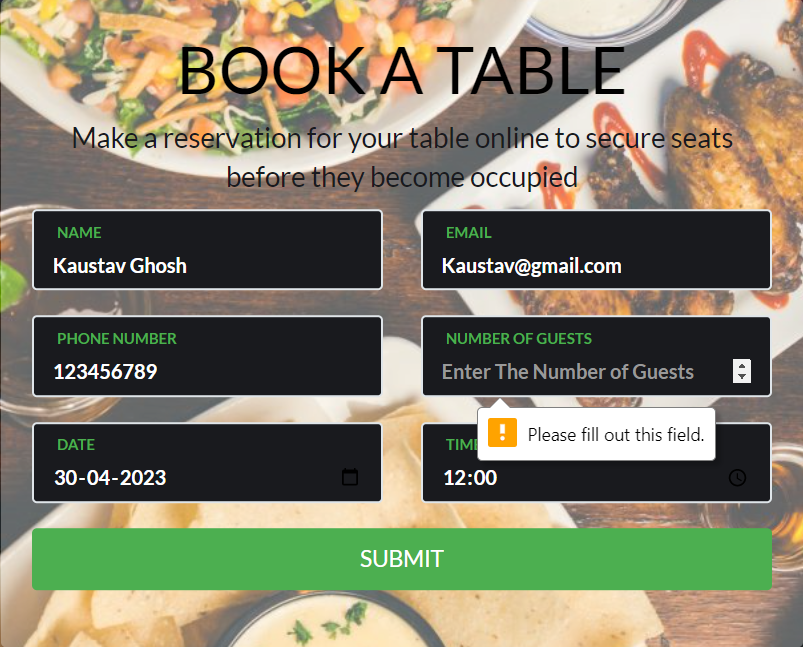 BOOK A TABLE
Make a reservation for your table online to secure seats
before they become occupied
NAME
Kaustav Ghosh
EMAIL
Kaustav@gmail.com
PHONE NUMBER
123456789
NUMBER OF GUESTS
Enter The Number of Guests
Please fill out this field.
DATE
30-04-2023
TIM
12:00
SUBMIT